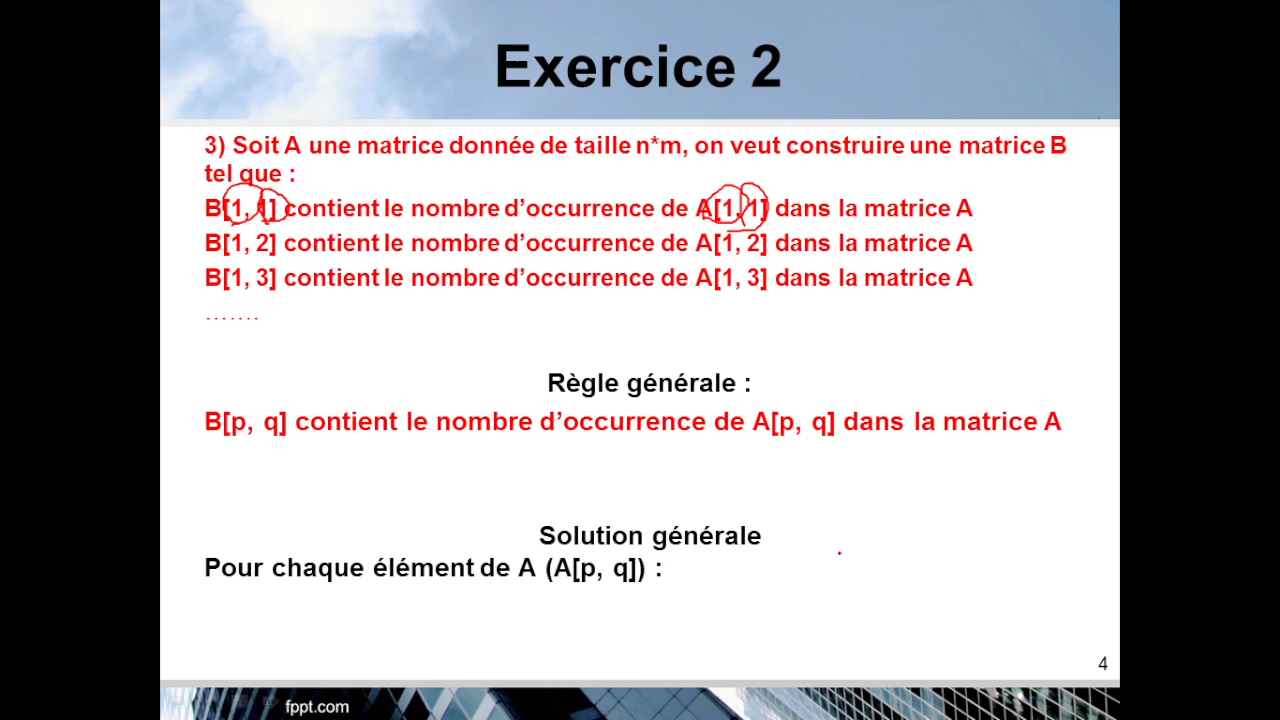 Exercice 2
3) Soit A une matrice donnée de taille n*m, on veut construire une matrice B
tel que :
B[1, 1] contient le nombre d’occurrence de A[1, 1] dans la matrice A
B[1, 2] contient le nombre d’occurrence de A[1, 2] dans la matrice A
B[1, 3] contient le nombre d’occurrence de A[1, 3] dans la matrice A
…….
Règle générale :
B[p, q] contient le nombre d’occurrence de A[p, q] dans la matrice A
Solution générale
Pour chaque élément de A (A[p, q]) :
4
fppt.com